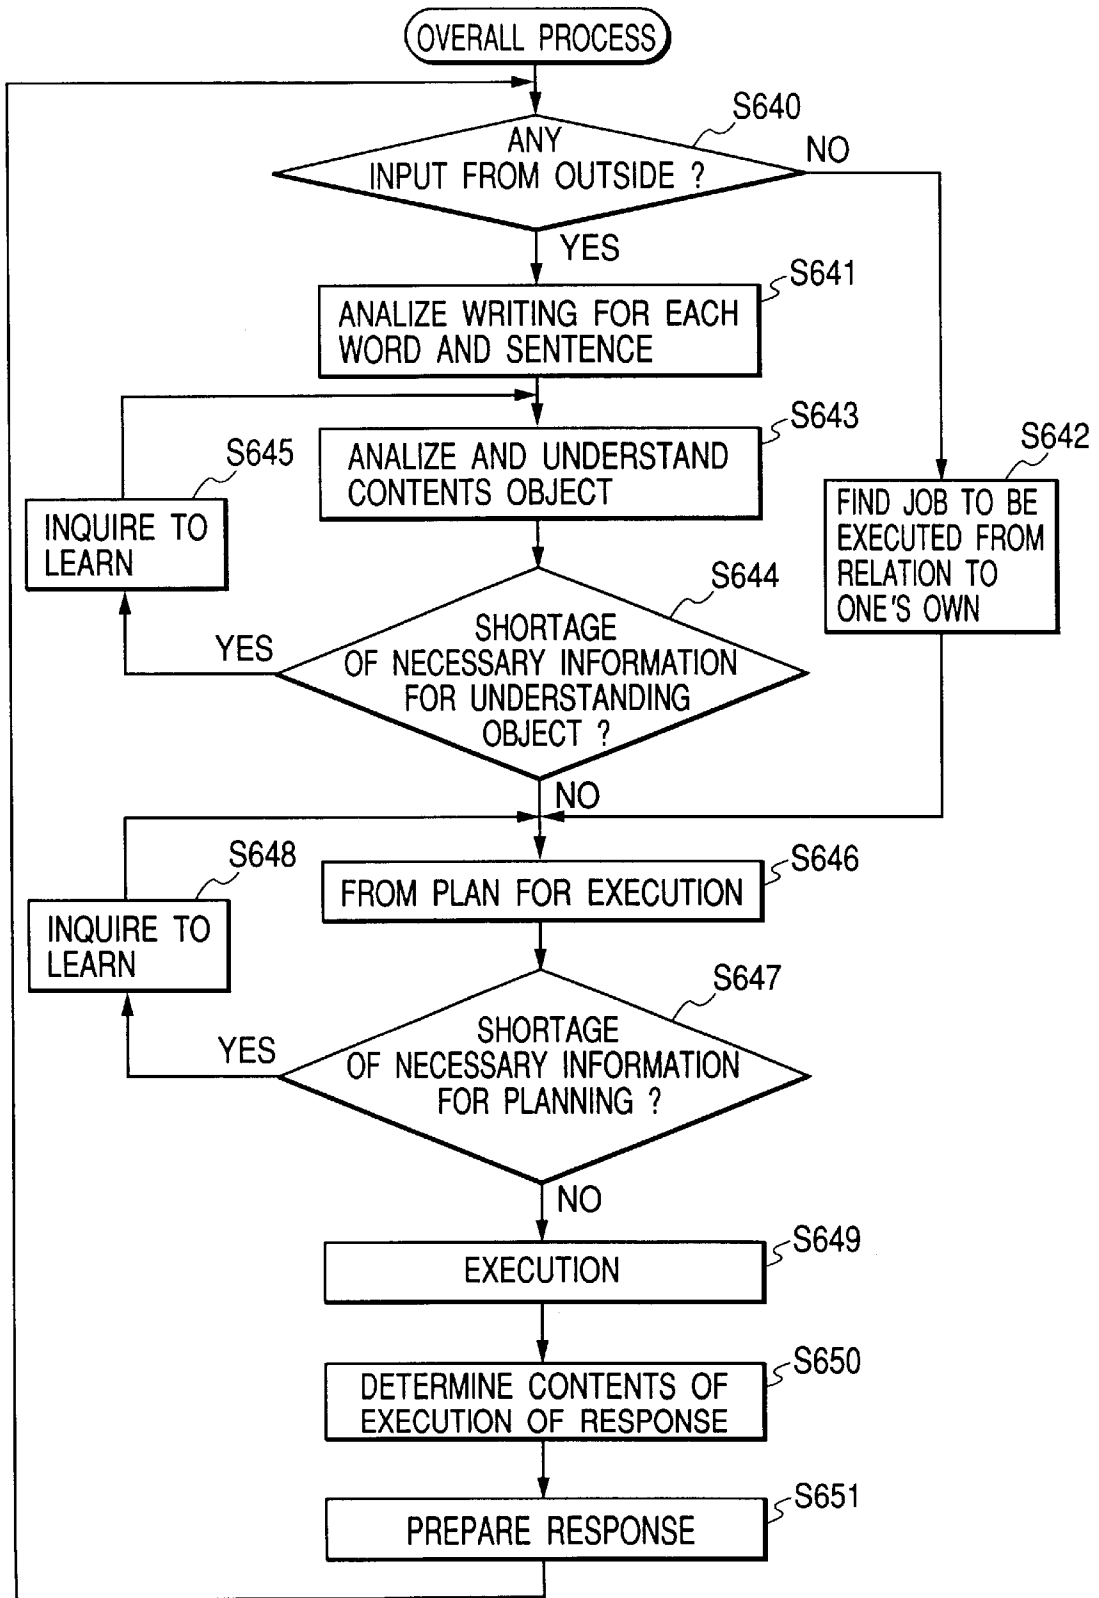 OVERALL PROCESS
S640
ANY
INPUT FROM OUTSIDE ?
NO
YES
S641
ANALIZE WRITING FOR EACH
WORD AND SENTENCE
S643
ANALIZE AND UNDERSTAND
CONTENTS OBJECT
S645
INQUIRE TO
LEARN
S642
FIND JOB TO BE
EXECUTED FROM
RELATION TO
ONE'S OWN
S644
SHORTAGE
OF NECESSARY INFORMATION
FOR UNDERSTANDING
OBJECT ?
YES
NO
S646
FROM PLAN FOR EXECUTION
S648
INQUIRE TO
LEARN
S647
SHORTAGE
OF NECESSARY INFORMATION
FOR PLANNING ?
YES
NO
S649
EXECUTION
S650
DETERMINE CONTENTS OF
EXECUTION OF RESPONSE
S651
PREPARE RESPONSE